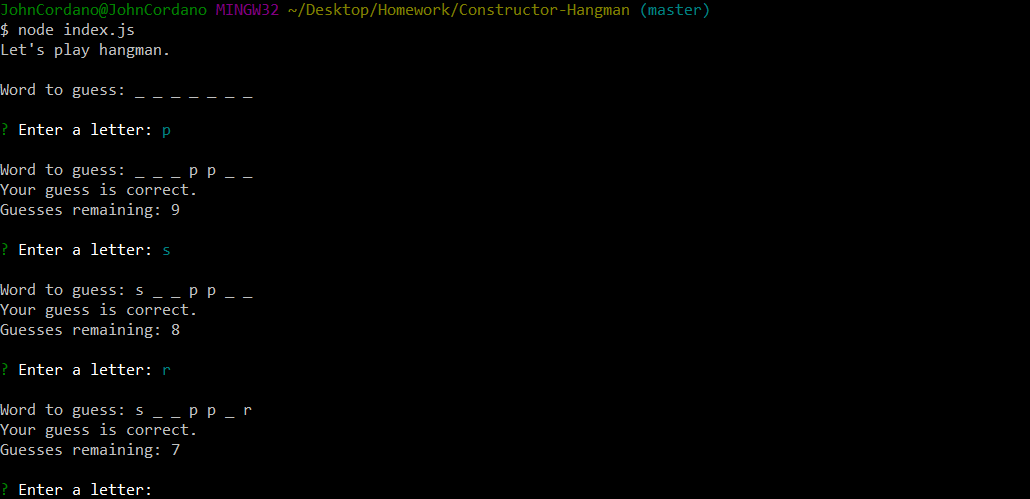 JohnCordano@JohnCordano MINGW32 ~/Desktop/Homework/Constructor-Hangman (master)
$ node index.js
Let's play hangman.
Word to guess: _ _ _ _ _ _ _
? Enter a letter: p
Word to guess: _ _ _ p p _ _
Your guess is correct.
Guesses remaining: 9
? Enter a letter: s
Word to guess: s _ _ p p _ _
Your guess is correct.
Guesses remaining: 8
? Enter a letter: r
Word to guess: s _ _ p p _ r
Your guess is correct.
Guesses remaining: 7
? Enter a letter: